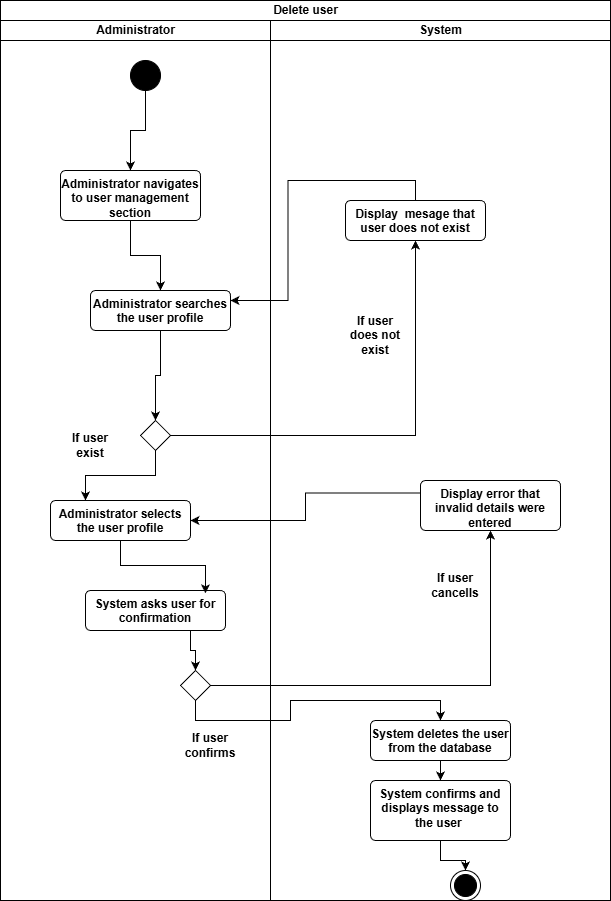 Delete user
Administrator
System
Administrator navigates
to user management
section
Display mesage that
user does not exist
Administrator searches
the user profile
If user
does not
exist
If user
exist
Administrator selects
the user profile
Display error that
invalid details were
entered
System asks user for
confirmation
If user
cancells
If user
confirms
System deletes the user
from the database
System confirms and
displays message to
the user